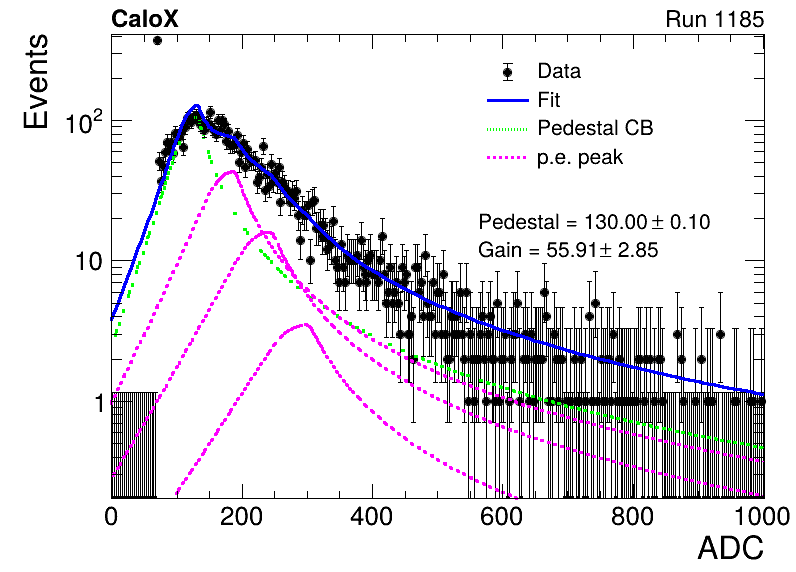 CaloX Run 1185
Events
Data
Fit
Pedestal CB
p.e. peak
Pedestal = 130.00 ± 0.10
Gain = 55.91 ± 2.85
10²
10
1
0 200 400 600 800 1000
ADC